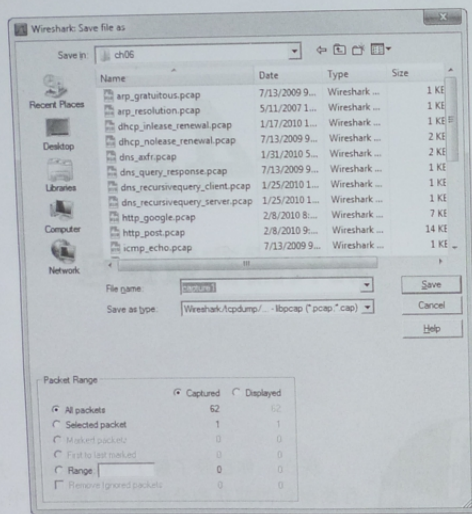 Wireshark: Save file as
Save in: ch06
Name Date Type Size
arp_gratuitous.pcap 7/13/2009 9... Wireshark ... 1 KB
arp_resolution.pcap 5/11/2007 1... Wireshark ... 1 KB
dhcp_inlease_renewal.pcap 1/17/2010 1... Wireshark ... 1 KB
dhcp_nolease_renewal.pcap 7/13/2009 9... Wireshark ... 2 KB
dns_axfr.pcap 1/31/2010 5... Wireshark ... 2 KB
dns_query_response.pcap 7/13/2009 9... Wireshark ... 1 KB
dns_recursivequery_client.pcap 1/25/2010 1... Wireshark ... 1 KB
dns_recursivequery_server.pcap 1/25/2010 1... Wireshark ... 1 KB
http_google.pcap 2/8/2010 8:... Wireshark ... 7 KB
http_post.pcap 2/8/2010 9:... Wireshark ... 14 KB
icmp_echo.pcap 7/13/2009 9... Wireshark ... 1 KB
Recent Places
Desktop
Libraries
Computer
Network
File name: capture1 Save
Save as type: Wireshark/tcpdump/... - libpcap (*.pcap,*.cap) Cancel
Help
Packet Range
Captured Displayed
All packets 62 62
Selected packet 1 1
Marked packets 0 0
First to last marked 0 0
Range: 0 0
Remove Ignored packets 0 0